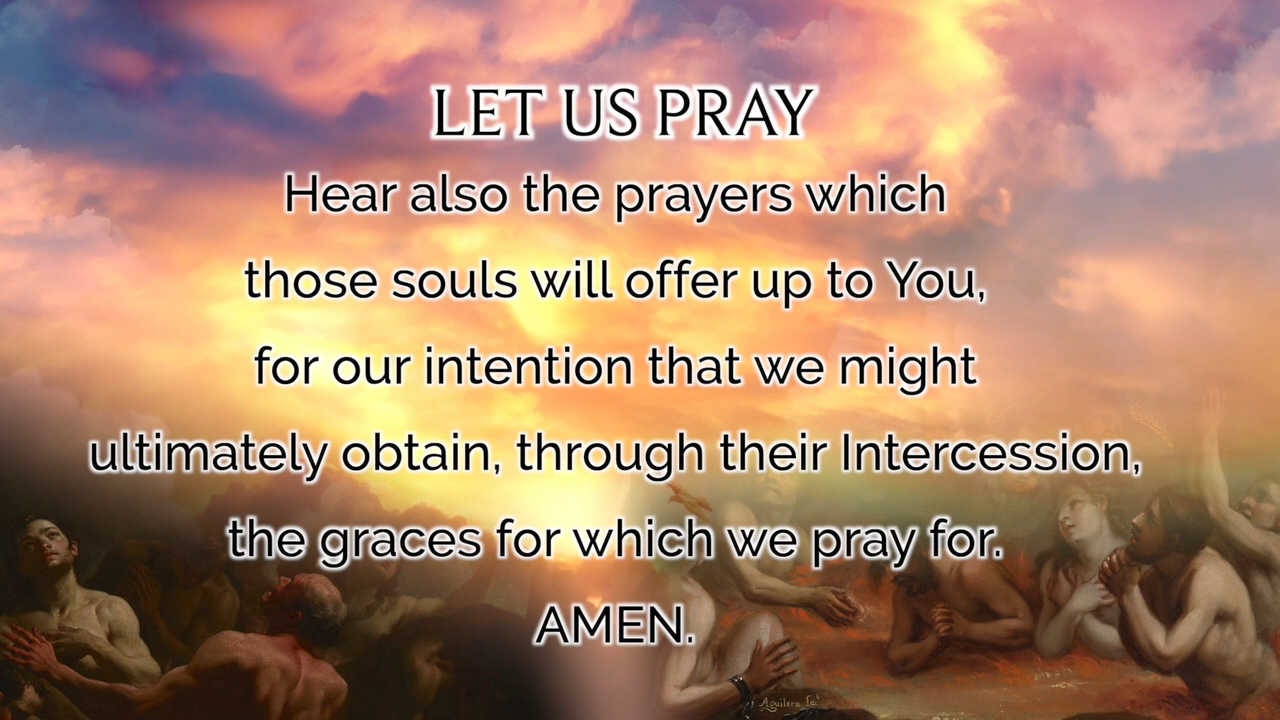 LET US PRAY
Hear also the prayers which
those souls will offer up to You,
for our intention that we might
ultimately obtain, through their Intercession,
the graces for which we pray for.
AMEN.
Aguilera